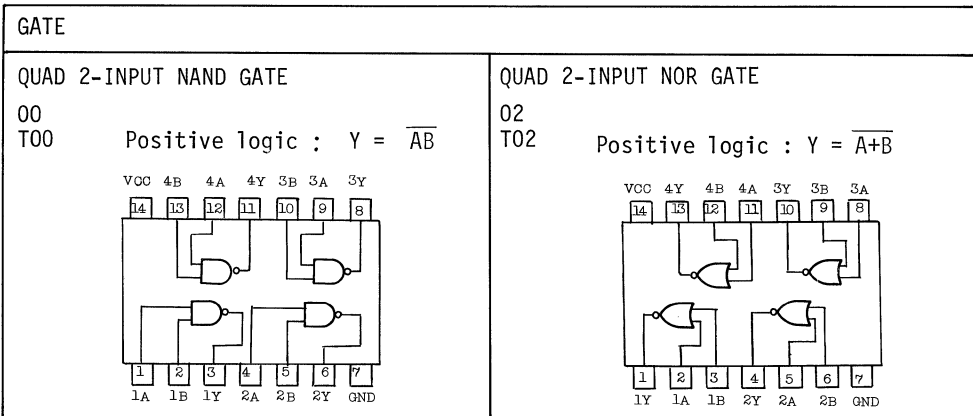 GATE
QUAD 2-INPUT NAND GATE
00
T00 Positive logic : Y = A̅B̅
VCC 4B 4A 4Y 3B 3A 3Y
14 13 12 11 10 9 8
1 2 3 4 5 6 7
1A 1B 1Y 2A 2B 2Y GND
QUAD 2-INPUT NOR GATE
02
T02 Positive logic : Y = A̅+̅B̅
VCC 4Y 4B 4A 3Y 3B 3A
14 13 12 11 10 9 8
1 2 3 4 5 6 7
1Y 1A 1B 2Y 2A 2B GND